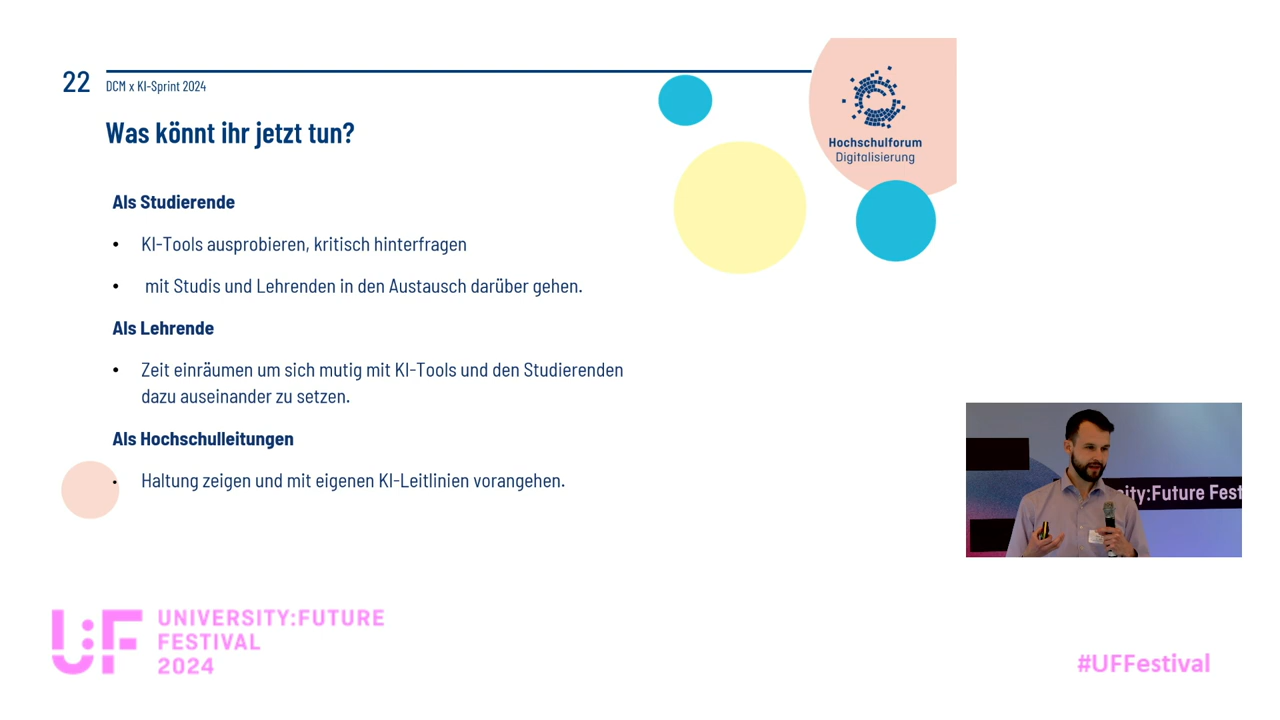 22
DCM x KI-Sprint 2024
Was könnt ihr jetzt tun?
Hochschulforum
Digitalisierung
Als Studierende
• KI-Tools ausprobieren, kritisch hinterfragen
• mit Studis und Lehrenden in den Austausch darüber gehen.
Als Lehrende
• Zeit einräumen um sich mutig mit KI-Tools und den Studierenden
dazu auseinander zu setzen.
Als Hochschulleitungen
• Haltung zeigen und mit eigenen KI-Leitlinien vorangehen.
ity:Future Fest
U:F
UNIVERSITY:FUTURE
FESTIVAL
2024
#UFFestival